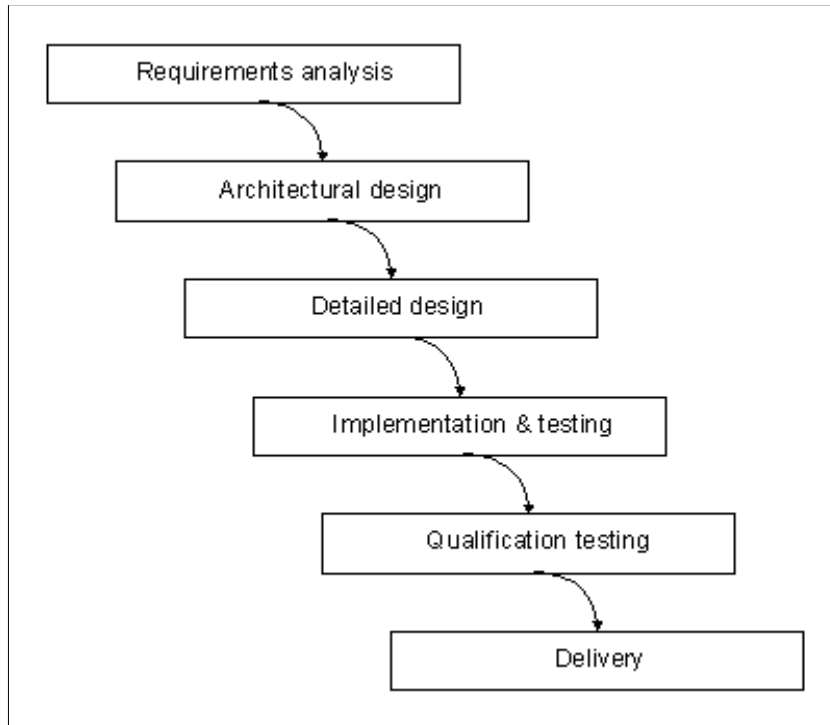 Requirements analysis
Architectural design
Detailed design
Implementation & testing
Qualification testing
Delivery